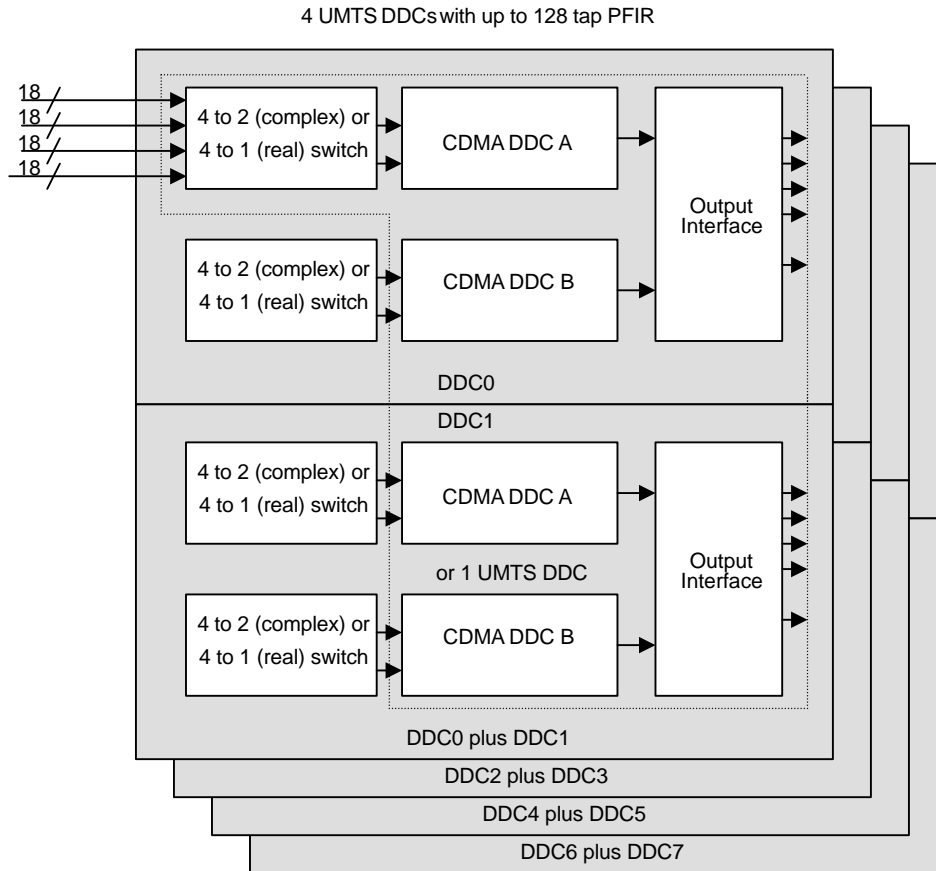 4 UMTS DDCs with up to 128 tap PFIR
18
18
18
18
4 to 2 (complex) or
4 to 1 (real) switch
CDMA DDC A
Output
Interface
4 to 2 (complex) or
4 to 1 (real) switch
CDMA DDC B
DDC0
DDC1
4 to 2 (complex) or
4 to 1 (real) switch
CDMA DDC A
or 1 UMTS DDC
Output
Interface
4 to 2 (complex) or
4 to 1 (real) switch
CDMA DDC B
DDC0 plus DDC1
DDC2 plus DDC3
DDC4 plus DDC5
DDC6 plus DDC7